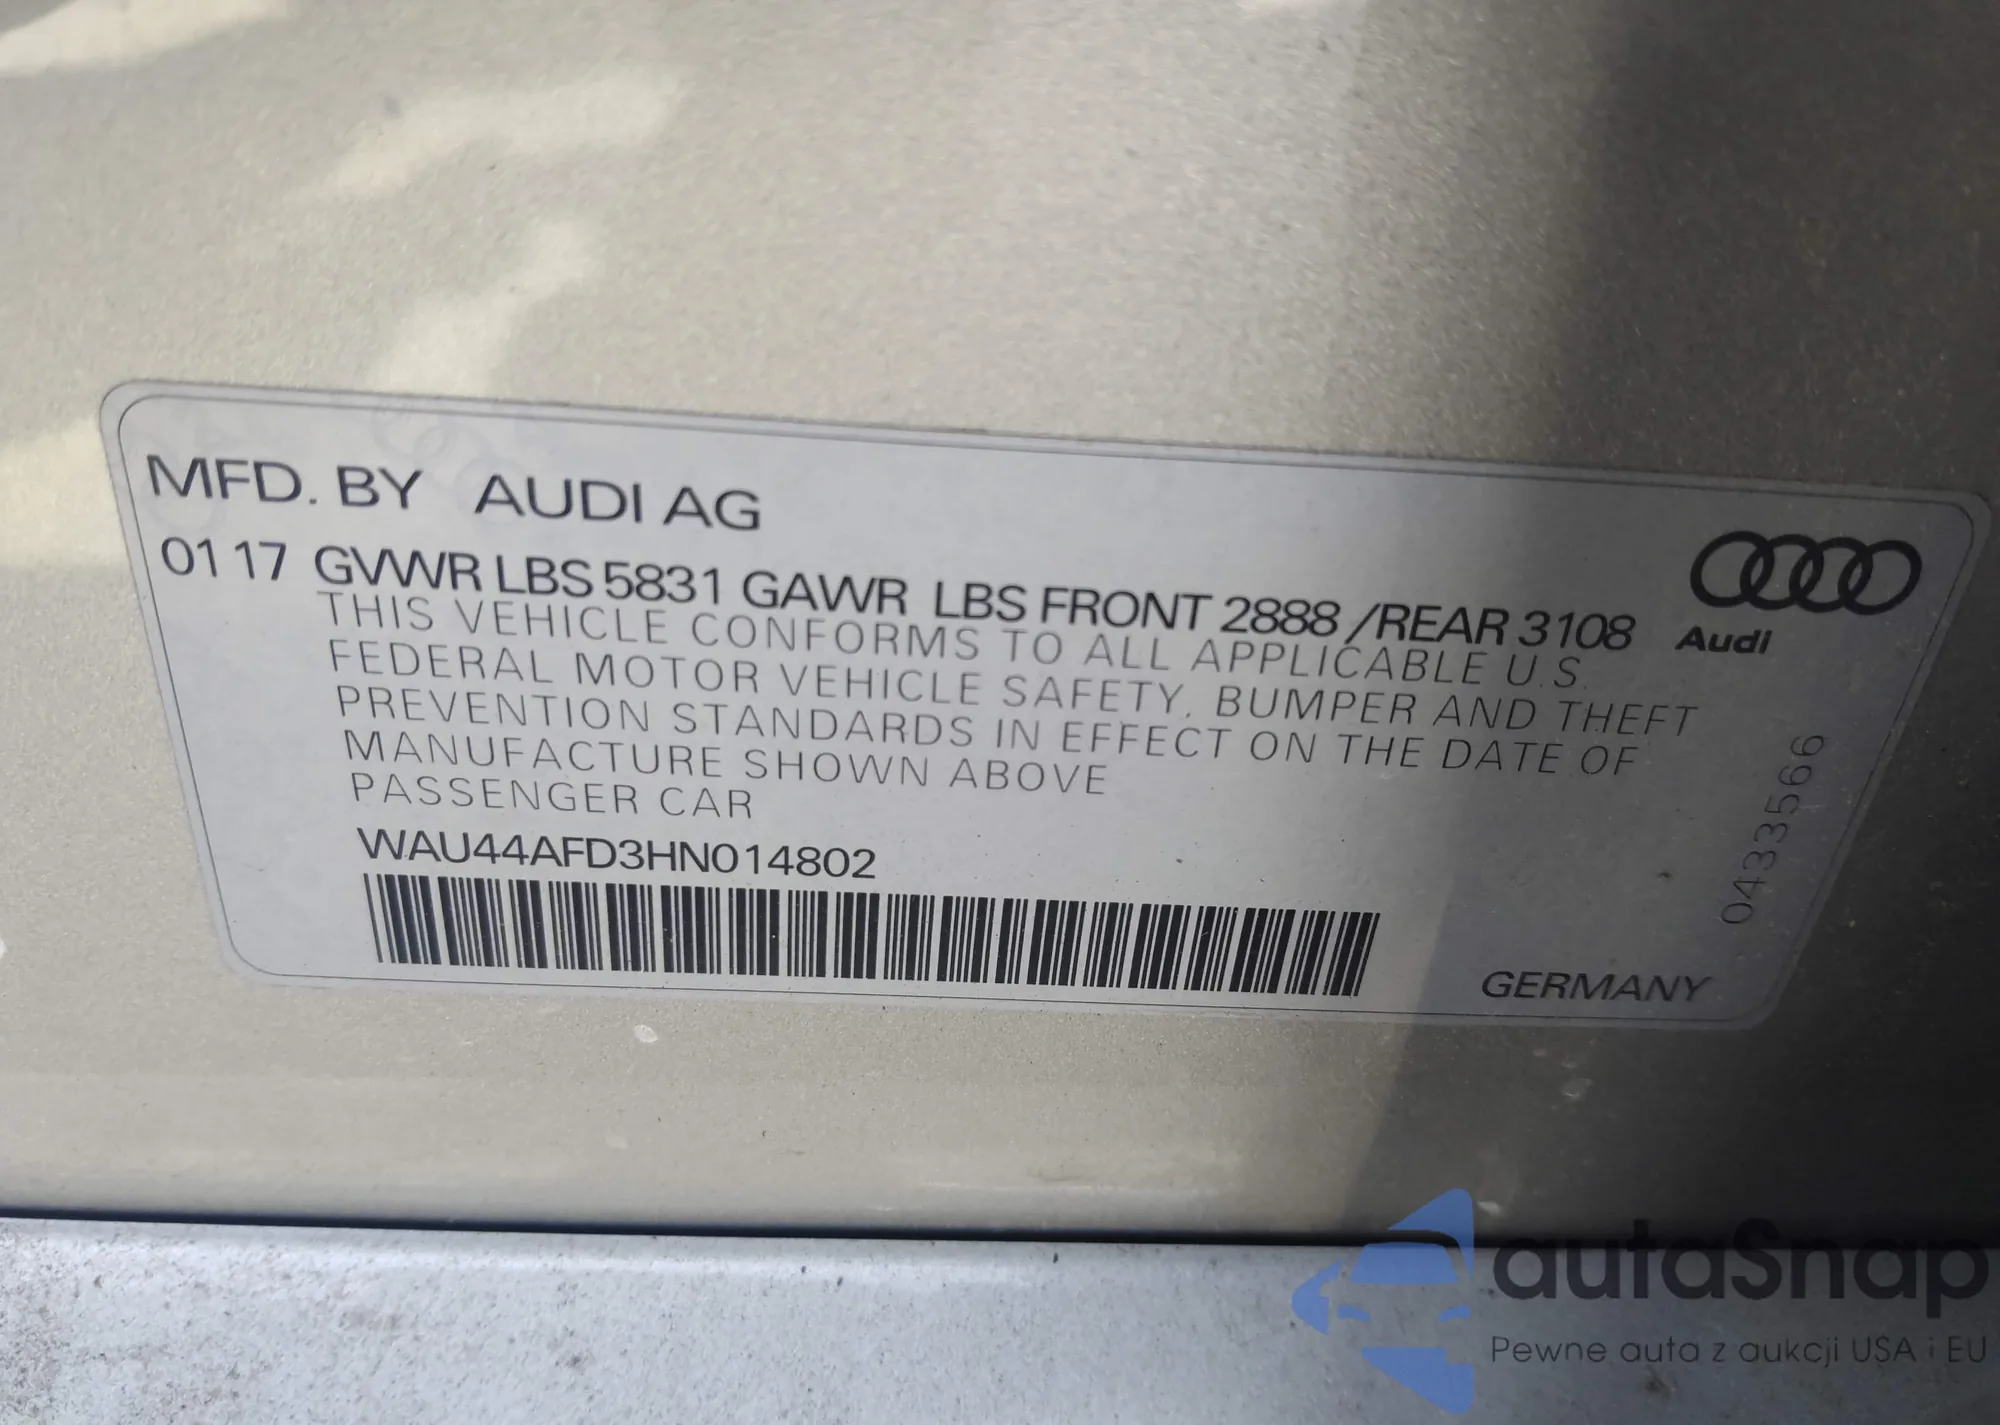 MFD. BY AUDI AG
01 17 GVWR LBS 5831 GAWR LBS FRONT 2888 /REAR 3108
THIS VEHICLE CONFORMS TO ALL APPLICABLE U.S.
FEDERAL MOTOR VEHICLE SAFETY, BUMPER AND THEFT
PREVENTION STANDARDS IN EFFECT ON THE DATE OF
MANUFACTURE SHOWN ABOVE
PASSENGER CAR
WAU44AFD3HN014802
Audi
0433566
GERMANY
autaSnap
Pewne auta z aukcji USA i EU